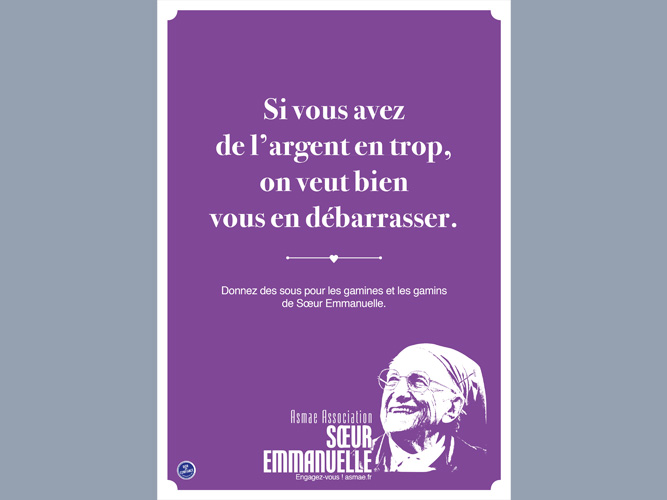 Si vous avez
de l’argent en trop,
on veut bien
vous en débarrasser.
Donnez des sous pour les gamines et les gamins
de Sœur Emmanuelle.
Asmae Association
SŒUR
EMMANUELLE
Engagez-vous ! asmae.fr